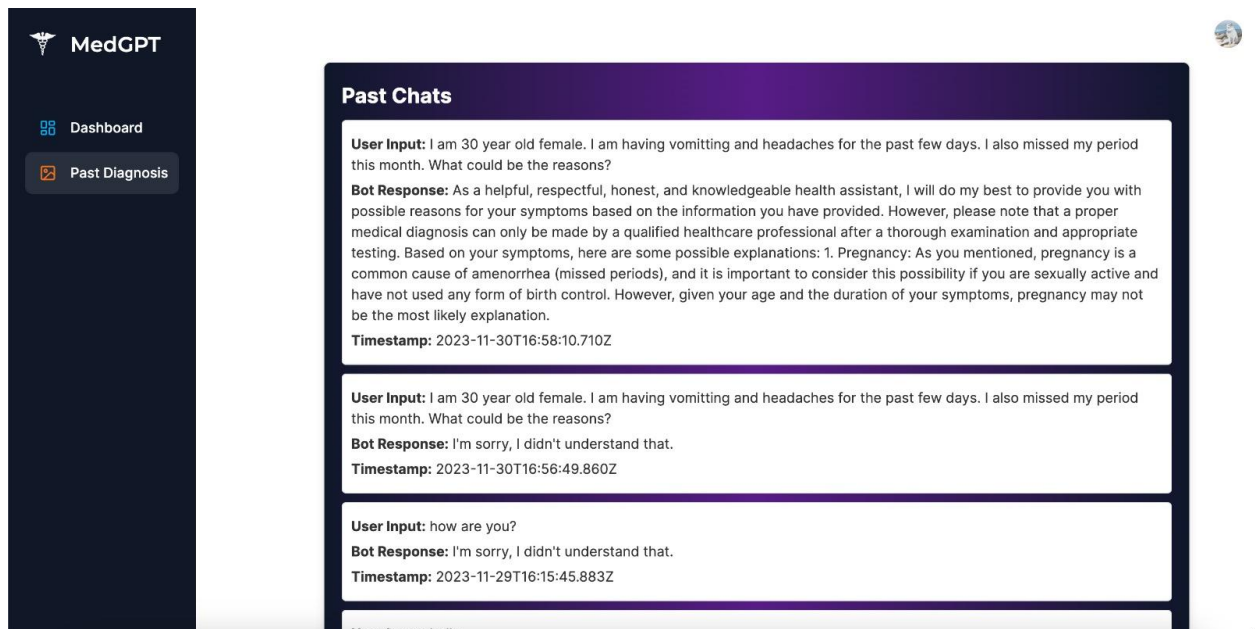 MedGPT
Dashboard
Past Diagnosis
Past Chats
User Input: I am 30 year old female. I am having vomitting and headaches for the past few days. I also missed my period
this month. What could be the reasons?
Bot Response: As a helpful, respectful, honest, and knowledgeable health assistant, I will do my best to provide you with
possible reasons for your symptoms based on the information you have provided. However, please note that a proper
medical diagnosis can only be made by a qualified healthcare professional after a thorough examination and appropriate
testing. Based on your symptoms, here are some possible explanations: 1. Pregnancy: As you mentioned, pregnancy is a
common cause of amenorrhea (missed periods), and it is important to consider this possibility if you are sexually active and
have not used any form of birth control. However, given your age and the duration of your symptoms, pregnancy may not
be the most likely explanation.
Timestamp: 2023-11-30T16:58:10.710Z
User Input: I am 30 year old female. I am having vomitting and headaches for the past few days. I also missed my period
this month. What could be the reasons?
Bot Response: I'm sorry, I didn't understand that.
Timestamp: 2023-11-30T16:56:49.860Z
User Input: how are you?
Bot Response: I'm sorry, I didn't understand that.
Timestamp: 2023-11-29T16:15:45.883Z